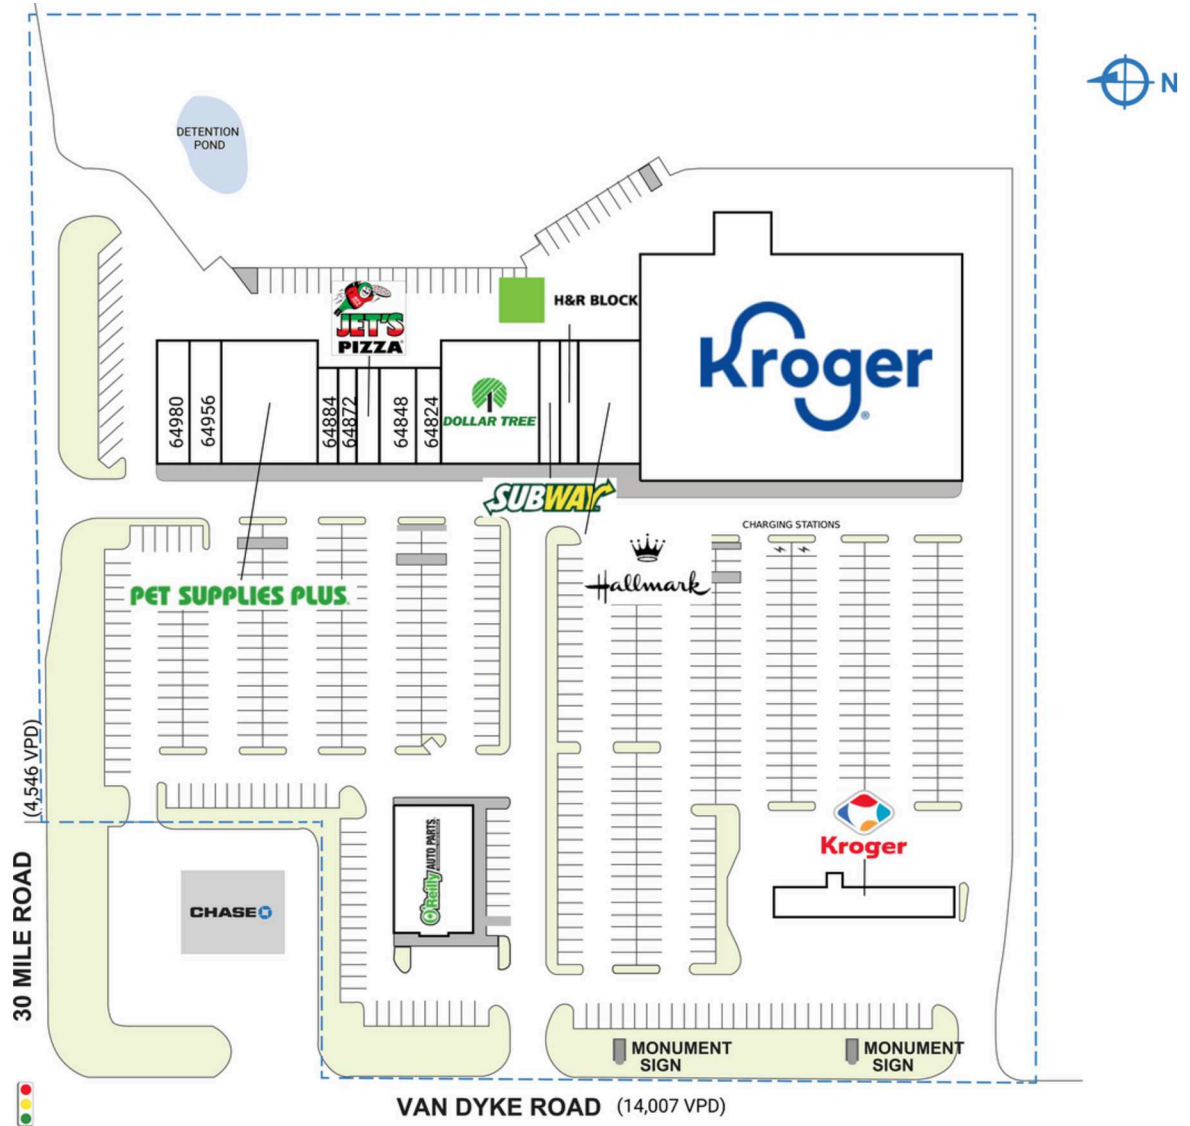 N
DETENTION
POND
H&R BLOCK
JET'S
PIZZA
Kroger
®
64980
64956
64884
64872
64848
64824
DOLLAR TREE
SUBWAY
CHARGING STATIONS
Hallmark
PET SUPPLIES PLUS.
(4,546 VPD)
30 MILE ROAD
O'Reilly AUTO PARTS
Kroger
CHASE
MONUMENT
SIGN
MONUMENT
SIGN
VAN DYKE ROAD (14,007 VPD)